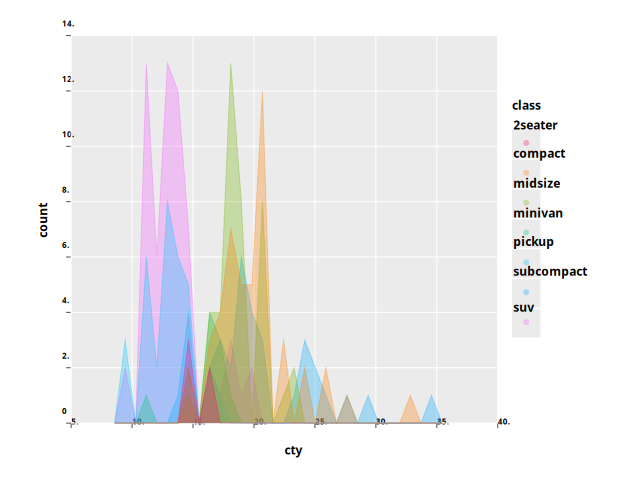 14.
12.
10.
8.
6.
4.
2.
0
count
5.
10.
15.
20.
25.
30.
35.
40.
cty
class
2seater
compact
midsize
minivan
pickup
subcompact
suv